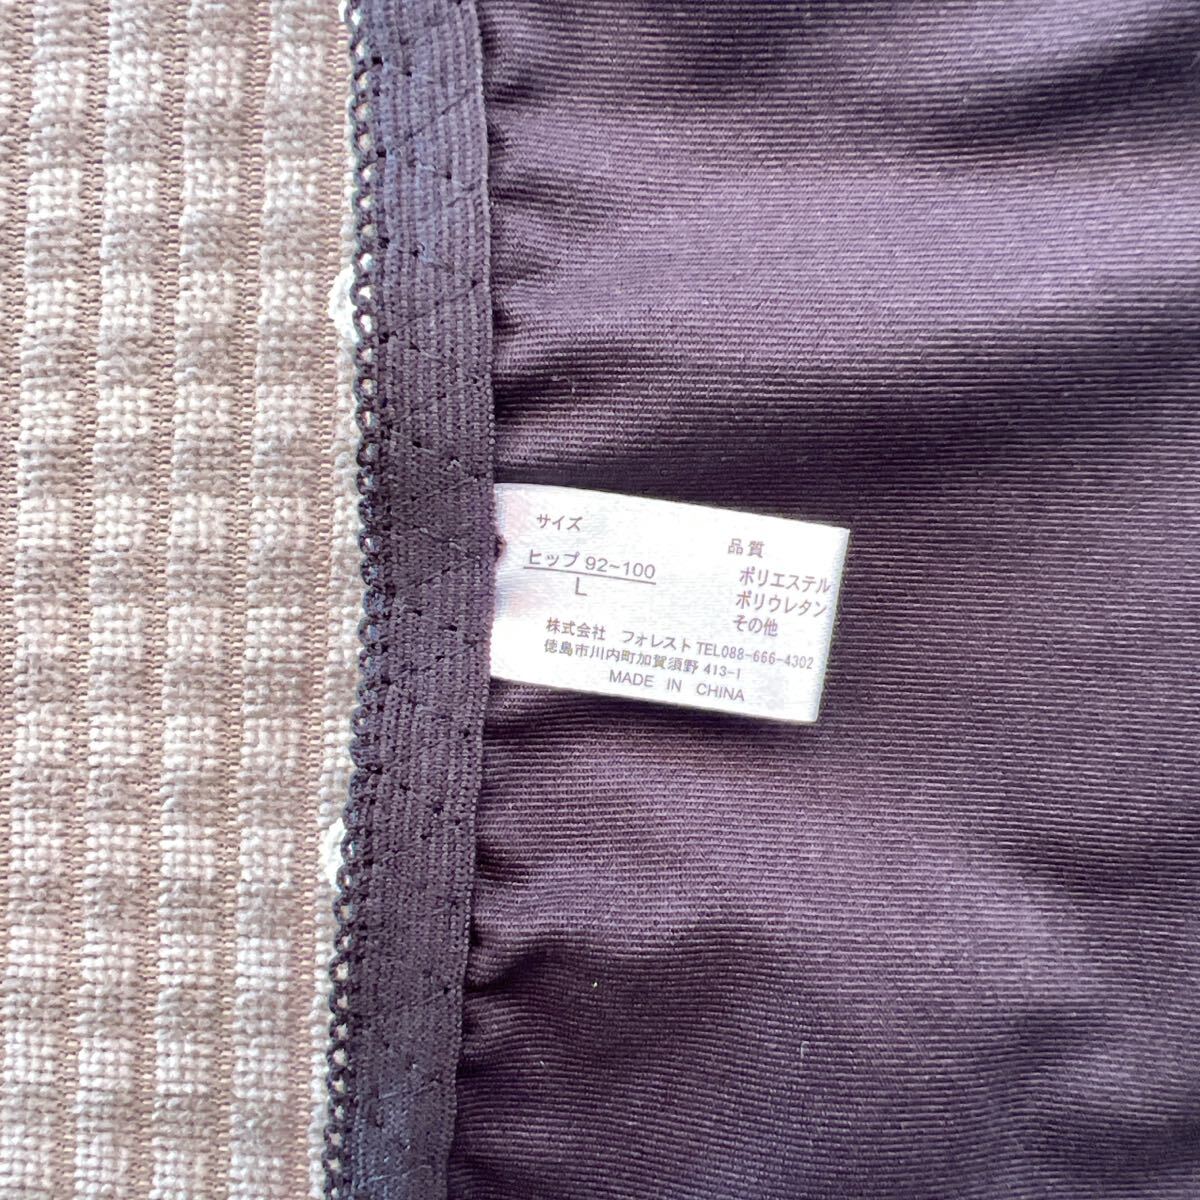 サイズ
ヒップ 92~100
L
品質
ポリエステル
ポリウレタン
その他
株式会社 フォレスト TEL088-666-4302
徳島市川内町加賀須野 413-1
MADE IN CHINA